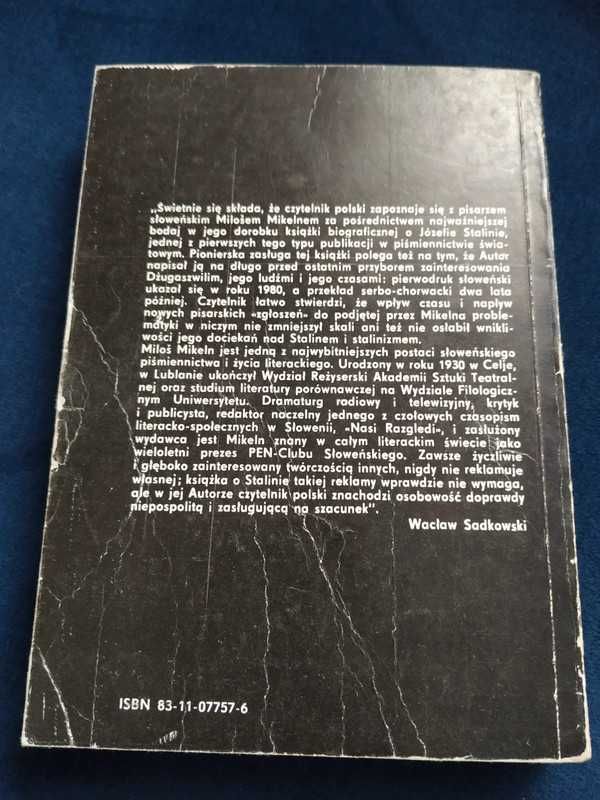 „Świetnie się składa, że czytelnik polski zapoznaje się z pisarzem
słoweńskim Milošem Mikelnem za pośrednictwem najważniejszej
bodaj w jego dorobku książki biograficznej o Józefie Stalinie,
jednej z pierwszych tego typu publikacji w piśmiennictwie świa-
towym. Pionierska zasługa tej książki polega też na tym, że Autor
napisał ją na długo przed ostatnim przyborem zainteresowania
Dżugaszwilim, jego ludźmi i jego czasami: pierwodruk słoweński
ukazał się w roku 1980, a przekład serbo-chorwacki dwa lata
później. Czytelnik łatwo stwierdzi, że wpływ czasu i napływ
nowych pisarskich «zgłoszeń» do podjętej przez Mikelna proble-
matyki w niczym nie zmniejszył skali ani też nie osłabił wnikli-
wości jego dociekań nad Stalinem i stalinizmem.
Miloš Mikeln jest jedną z najwybitniejszych postaci słoweńskiego
piśmiennictwa i życia literackiego. Urodzony w roku 1930 w Celje,
w Lublanie ukończył Wydział Reżyserski Akademii Sztuki Teatral-
nej oraz studium literatury porównawczej na Wydziale Filologicz-
nym Uniwersytetu. Dramaturg radiowy i telewizyjny, krytyk
i publicysta, redaktor naczelny jednego z czołowych czasopism
literacko-społecznych w Słowenii, «Nasi Razgledi», i zasłużony
wydawca jest Mikeln znany w całym literackim świecie jako
wieloletni prezes PEN-Clubu Słoweńskiego. Zawsze życzliwie
i głęboko zainteresowany twórczością innych, nigdy nie reklamuje
własnej; książka o Stalinie takiej reklamy wprawdzie nie wymaga,
ale w jej Autorze czytelnik polski znachodzi osobowość doprawdy
niepospolitą i zasługującą na szacunek”.
Wacław Sadkowski
ISBN 83-11-07757-6